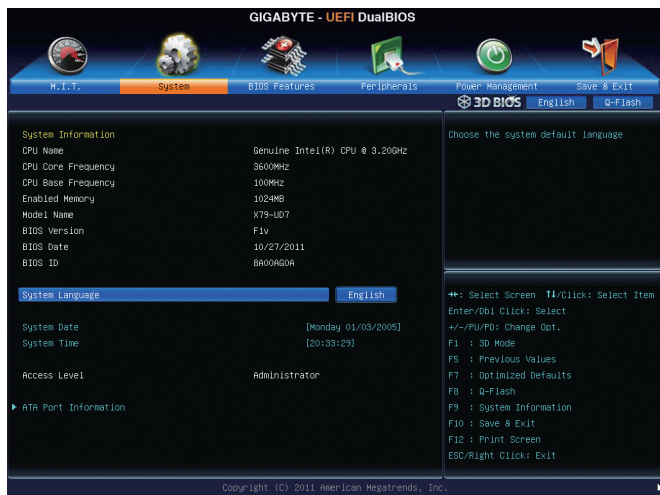 GIGABYTE - UEFI DualBIOS
M.I.T. System BIOS Features Peripherals Power Management Save & Exit
3D BIOS English Q-Flash
System Information
CPU Name Genuine Intel(R) CPU @ 3.20GHz
CPU Core Frequency 3600MHz
CPU Base Frequency 100MHz
Enabled Memory 1024MB
Model Name X79-UD7
BIOS Version F1v
BIOS Date 10/27/2011
BIOS ID 8A00AG0A
System Language English
System Date [Monday 01/03/2005]
System Time [20:33:29]
Access Level Administrator
ATA Port Information
Choose the system default language
→←: Select Screen ↑↓/Click: Select Item
Enter/Dbl Click: Select
+/-/PU/PD: Change Opt.
F1 : 3D Mode
F5 : Previous Values
F7 : Optimized Defaults
F8 : Q-Flash
F9 : System Information
F10 : Save & Exit
F12 : Print Screen
ESC/Right Click: Exit
Copyright (C) 2011 American Megatrends, Inc.